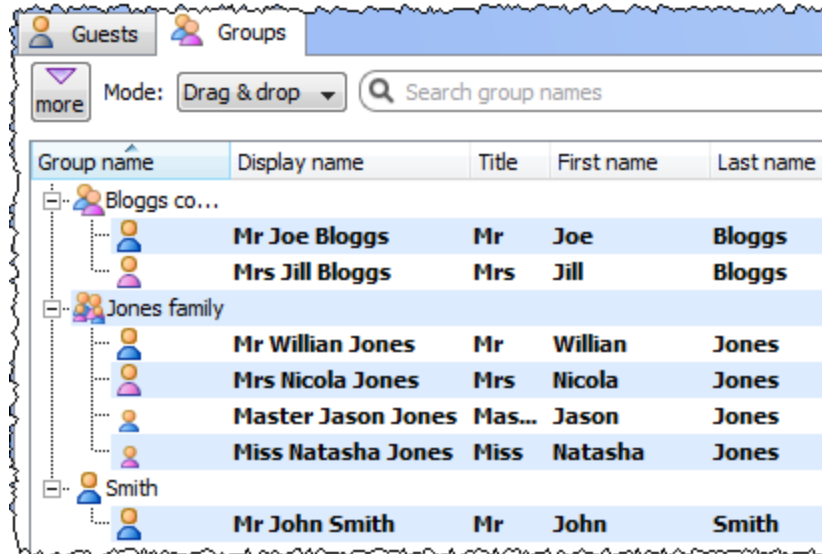 Guests Groups
more Mode: Drag & drop Search group names
Group name Display name Title First name Last name
Bloggs co...
Mr Joe Bloggs Mr Joe Bloggs
Mrs Jill Bloggs Mrs Jill Bloggs
Jones family
Mr Willian Jones Mr Willian Jones
Mrs Nicola Jones Mrs Nicola Jones
Master Jason Jones Mas... Jason Jones
Miss Natasha Jones Miss Natasha Jones
Smith
Mr John Smith Mr John Smith